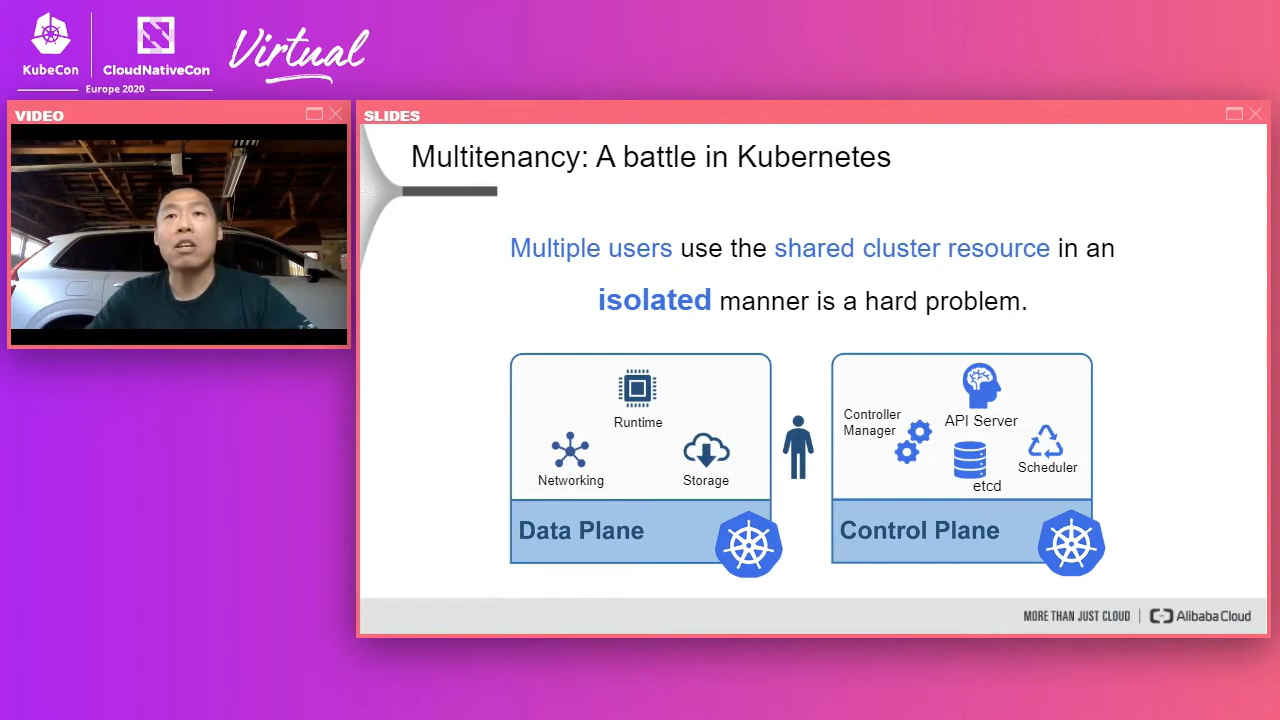 KubeCon
CloudNativeCon
Europe 2020
Virtual
VIDEO
SLIDES
Multitenancy: A battle in Kubernetes
Multiple users use the shared cluster resource in an
isolated manner is a hard problem.
Runtime
Networking
Storage
Data Plane
Controller
Manager
API Server
Scheduler
etcd
Control Plane
MORE THAN JUST CLOUD | Alibaba Cloud